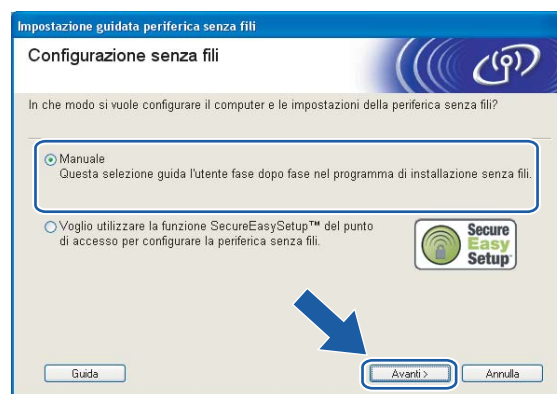 Impostazione guidata periferica senza fili
Configurazione senza fili
In che modo si vuole configurare il computer e le impostazioni della periferica senza fili?
Manuale
Questa selezione guida l'utente fase dopo fase nel programma di installazione senza fili.
Voglio utilizzare la funzione SecureEasySetup™ del punto
di accesso per configurare la periferica senza fili.
Secure
Easy
Setup
Guida
Avanti >
Annulla